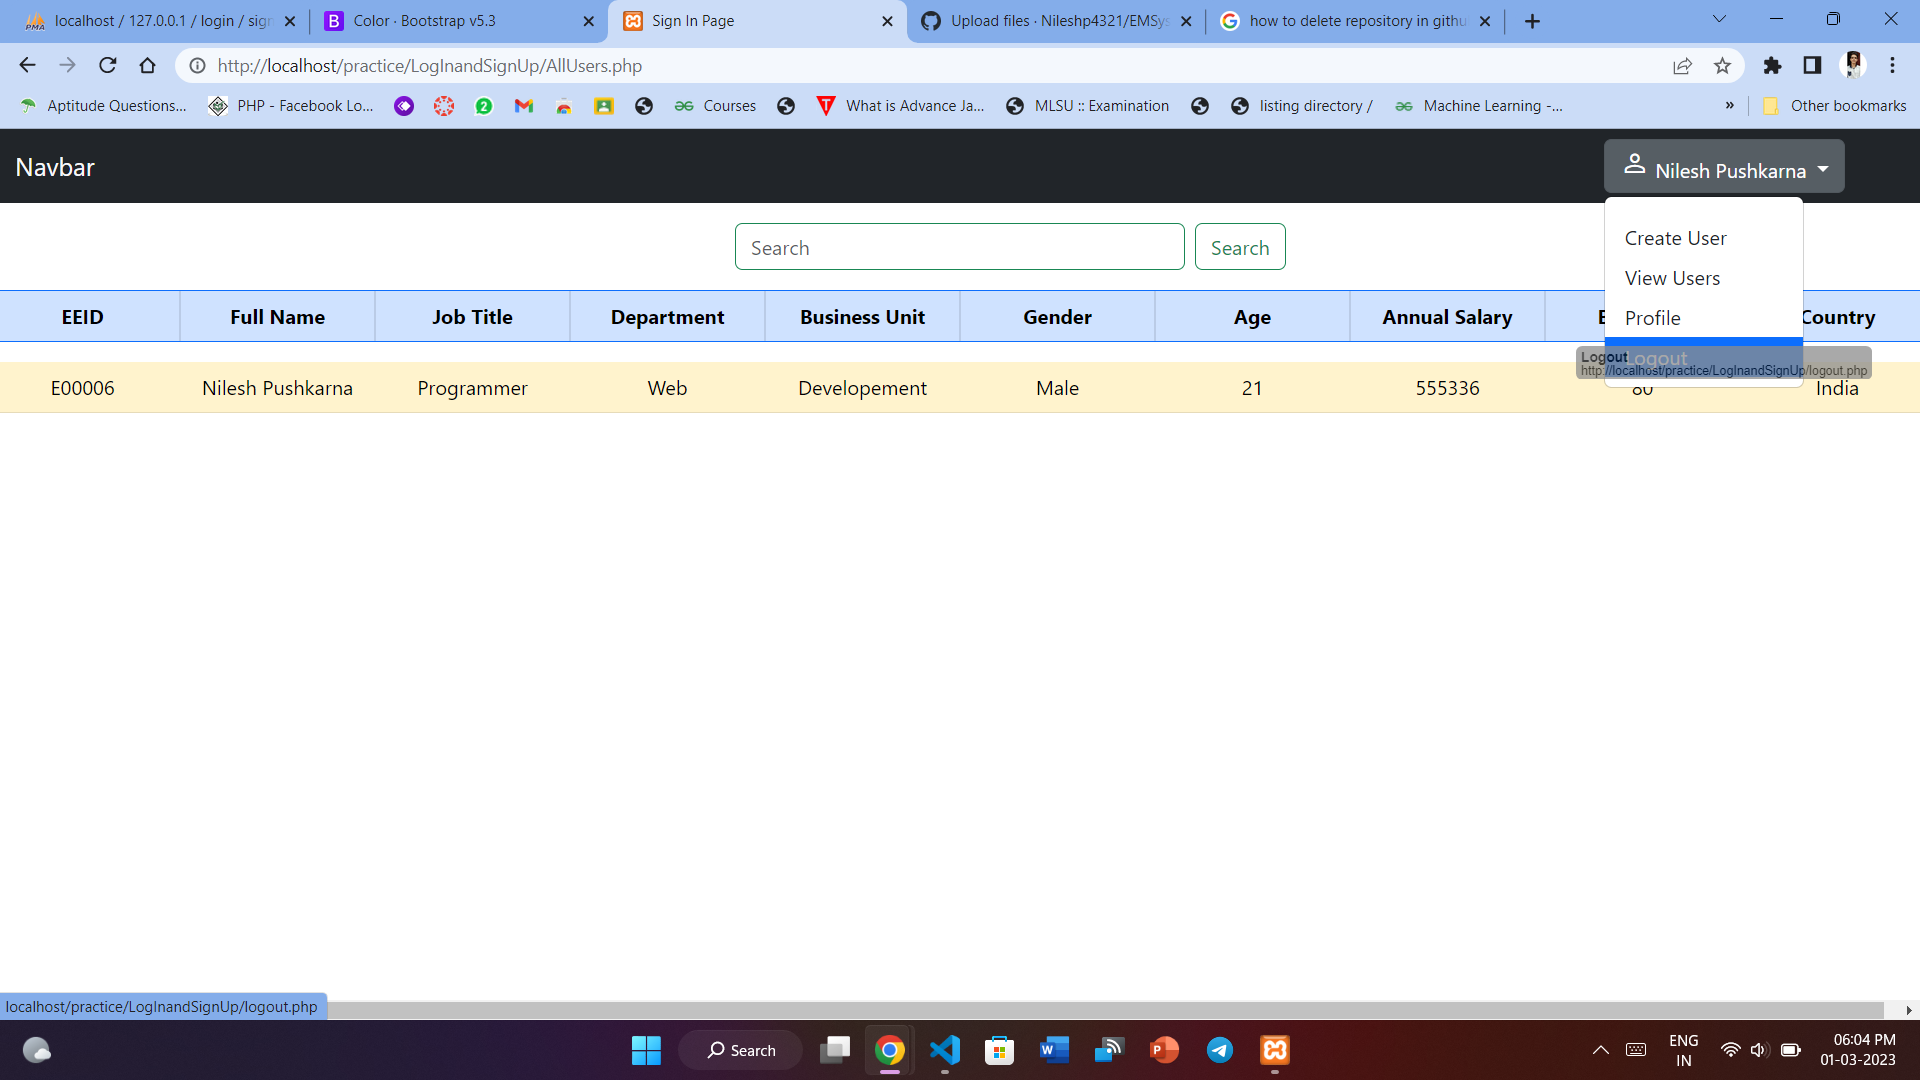 localhost / 127.0.0.1 / login / sign
Color · Bootstrap v5.3
Sign In Page
Upload files · Nileshp4321/EMSys
how to delete repository in githu
http://localhost/practice/LogInandSignUp/AllUsers.php
Aptitude Questions...
PHP - Facebook Lo...
Courses
What is Advance Ja...
MLSU :: Examination
listing directory /
Machine Learning -...
»
Other bookmarks
Navbar
Nilesh Pushkarna
Search
Search
Create User
View Users
Profile
Logout
Logout
http://localhost/practice/LogInandSignUp/logout.php
EEID Full Name Job Title Department Business Unit Gender Age Annual Salary Country
E00006 Nilesh Pushkarna Programmer Web Developement Male 21 555336 80 India
localhost/practice/LogInandSignUp/logout.php
Search
ENG
IN
06:04 PM
01-03-2023